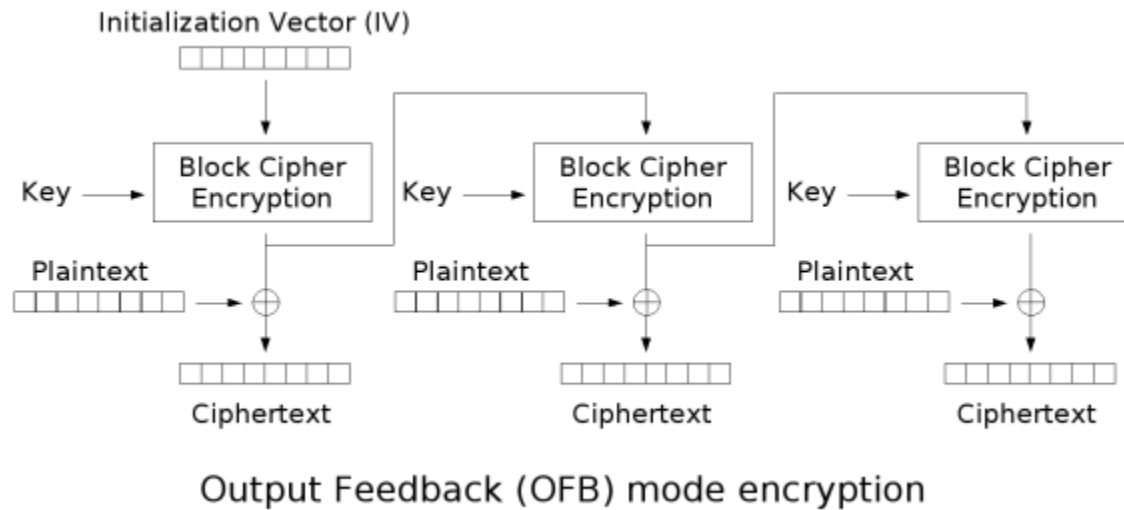 Initialization Vector (IV)
Block Cipher
Encryption
Block Cipher
Encryption
Block Cipher
Encryption
Key
Key
Key
Plaintext
Plaintext
Plaintext
Ciphertext
Ciphertext
Ciphertext
Output Feedback (OFB) mode encryption